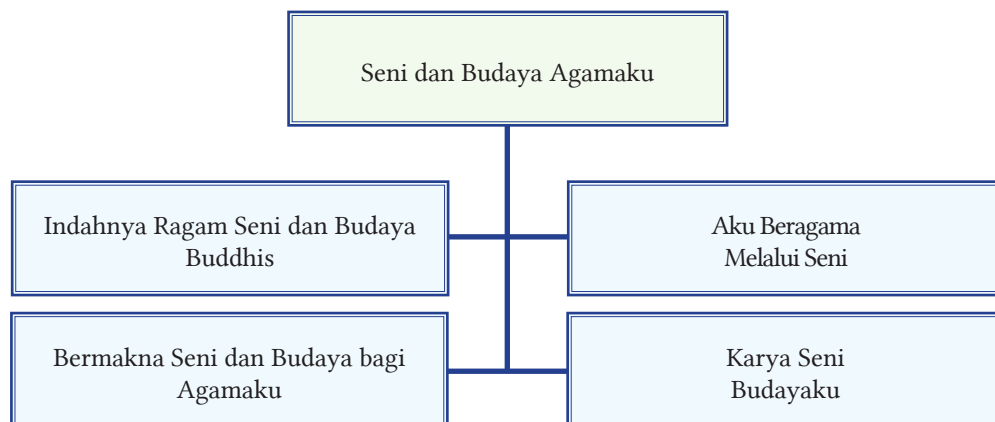 Seni dan Budaya Agamaku
Indahnya Ragam Seni dan Budaya
Buddhis
Aku Beragama
Melalui Seni
Bermakna Seni dan Budaya bagi
Agamaku
Karya Seni
Budayaku